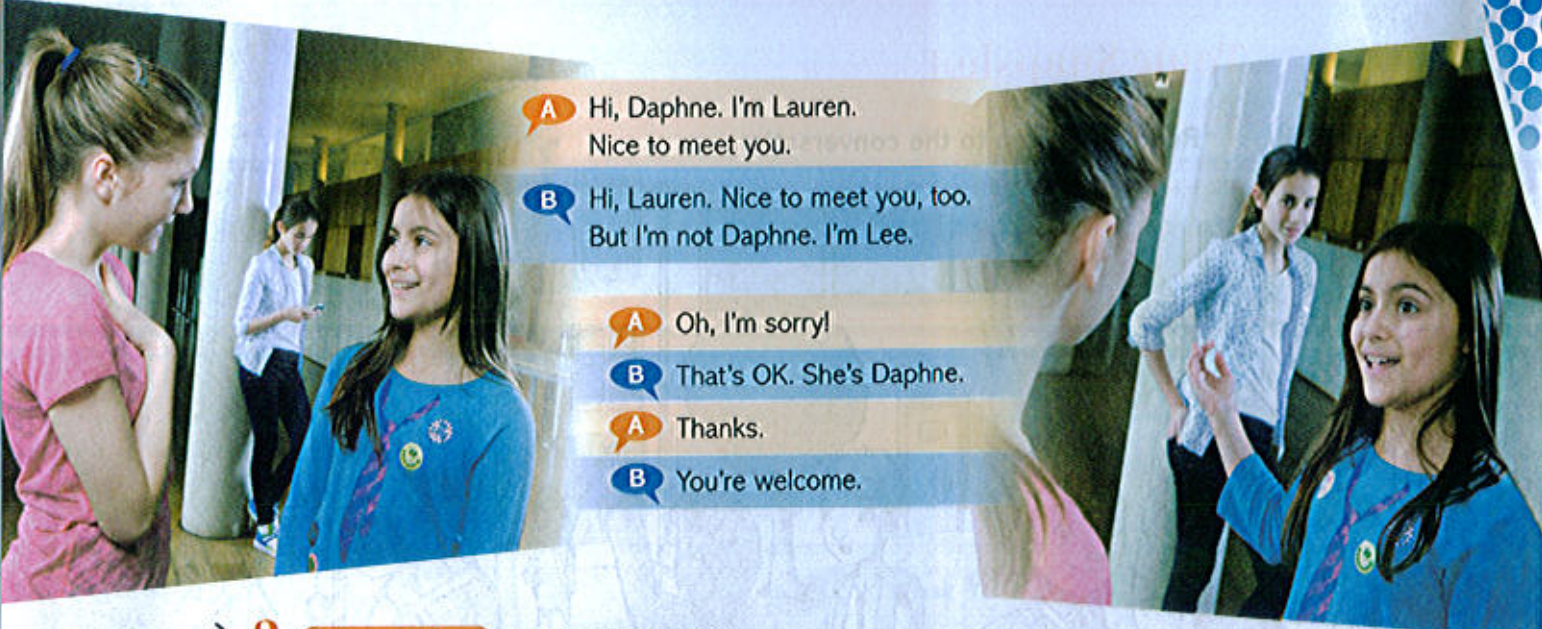 A Hi, Daphne. I'm Lauren.
Nice to meet you.
B Hi, Lauren. Nice to meet you, too.
But I'm not Daphne. I'm Lee.
A Oh, I'm sorry!
B That's OK. She's Daphne.
A Thanks.
B You're welcome.